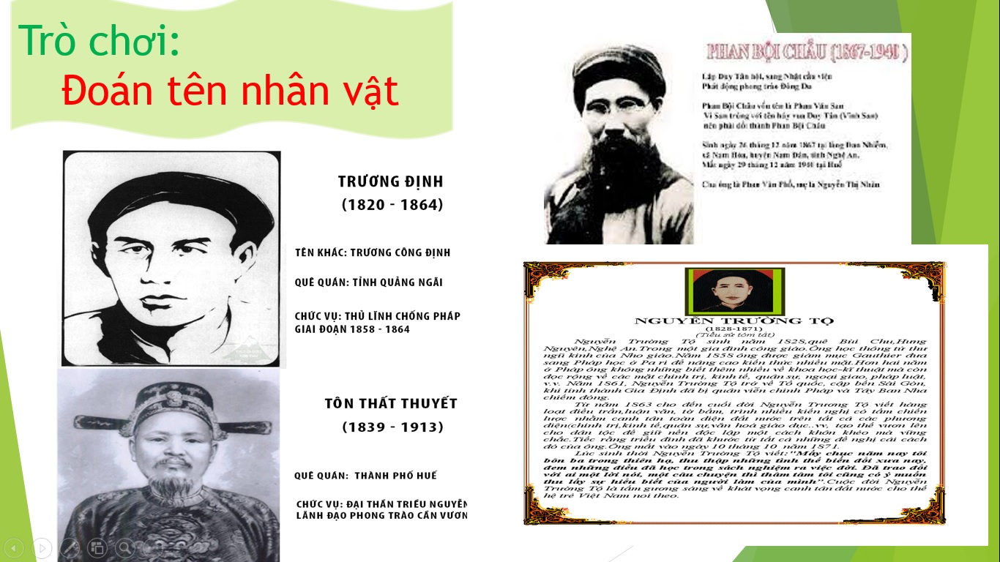 Trò chơi:
Đoán tên nhân vật
TRƯƠNG ĐỊNH
(1820 - 1864)
TÊN KHÁC: TRƯƠNG CÔNG ĐỊNH
QUÊ QUÁN: TỈNH QUẢNG NGÃI
CHỨC VỤ: THỦ LĨNH CHỐNG PHÁP
GIAI ĐOẠN 1858 - 1864
TÔN THẤT THUYẾT
(1839 - 1913)
QUÊ QUÁN: THÀNH PHỐ HUẾ
CHỨC VỤ: ĐẠI THẦN TRIỀU NGUYỄN
LÃNH ĐẠO PHONG TRÀO CẦN VƯƠN
PHAN BỘI CHÂU (1867-1940 )
Lập Duy Tân hội, sang Nhật cầu viện
Phát động phong trào Đông Du
Phan Bội Châu vốn tên là Phan Văn San
Vì San trùng với tên húy vua Duy Tân (Vĩnh San)
nên phải đổi thành Phan Bội Châu
Sinh ngày 26 tháng 12 năm 1867 tại làng Đan Nhiễm,
xã Nam Hòa, huyện Nam Đàn, tỉnh Nghệ An.
Mất ngày 29 tháng 12 năm 1940 tại Huế
Cha ông là Phan Văn Phổ, mẹ là Nguyễn Thị Nhàn
NGUYỄN TRƯỜNG TỘ
(1828-1871)
(Tiểu sử tóm tắt)
Nguyễn Trường Tộ sinh năm 1828,quê Bùi Chu,Hưng
Nguyên,Nghệ An.Trong một gia đình công giáo.Ông học thông tứ thư
ngũ kinh của Nho giáo.Năm 1858 ông được giám mục Gauthier đưa
sang Pháp học ở Pa ri để nâng cao kiến thức nhiều mặt.Hơn hai năm
ở Pháp ông không những biết thêm nhiều về khoa học-kĩ thuật mà còn
đọc rộng về các mặt chính trị, kinh tế, quân sự, ngoại giao, pháp luật,
v.v. Năm 1861, Nguyễn Trường Tộ trở về Tổ quốc, cập bến Sài Gòn,
khi tỉnh thành Gia Định đã bị quân viễn chinh Pháp và Tây Ban Nha
chiếm đóng.
Từ năm 1863 cho đến cuối đời Nguyễn Trương Tộ viết hàng
loạt điều trần,luận văn, tờ bẩm, trình nhiều kiến nghị có tầm chiến
lược nhằm canh tân toàn diện đất nước trên tất cả các phương
diện(chính trị,kinh tế,quân sự,văn hoá giáo dục..vv, tạo thế vươn lên
cho dân tộc để giữ nền độc lập một cách khôn khéo mà vững
chắc.Tiếc rằng triều đình đã khước từ tất cả những đề nghị cải cách
đó của ông.Ông mất vào ngày 10 tháng 10 năm 1871.
Lúc sinh thời Nguyễn Trường Tộ viết:"Mấy chục năm nay tôi
bôn ba trong thiên hạ, thu thập những tình thế biến đổi xưa nay,
đem những điều đã học trong sách nghiệm ra việc đời. Đã trao đổi
với ai một lời nói, một câu chuyện thì thâm tâm tôi cũng có ý muốn
thu lấy sự hiểu biết của người làm của mình".Cuộc đời Nguyễn
Trường Tộ là tấm gương sáng về khát vọng canh tân đất nước cho thế
hệ trẻ Việt Nam noi theo.